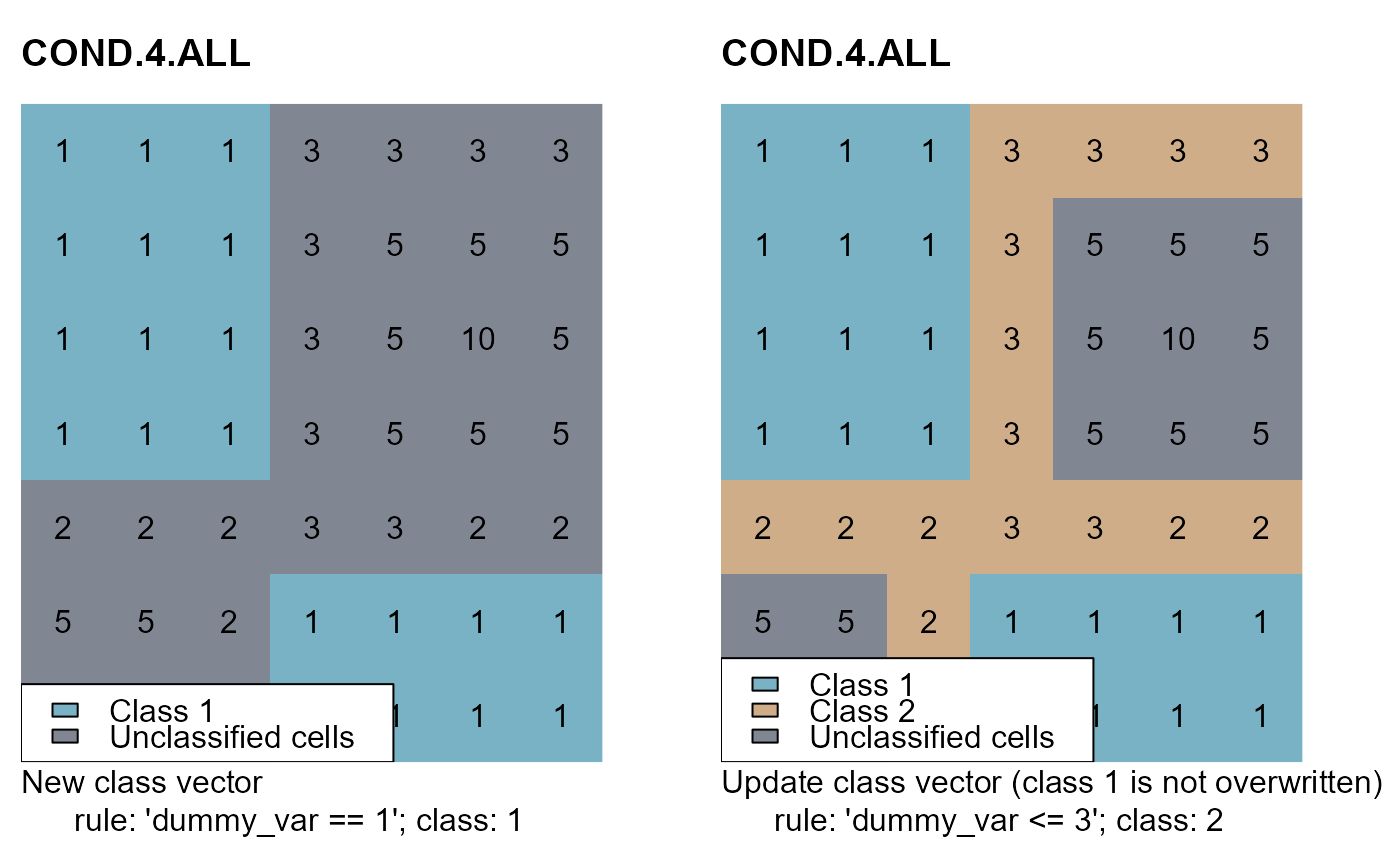 COND.4.ALL
1 1 1 3 3 3 3
1 1 1 3 5 5 5
1 1 1 3 5 10 5
1 1 1 3 5 5 5
2 2 2 3 3 2 2
5 5 2 1 1 1 1
1 1 1
Class 1
Unclassified cells
New class vector
rule: 'dummy_var == 1'; class: 1
COND.4.ALL
1 1 1 3 3 3 3
1 1 1 3 5 5 5
1 1 1 3 5 10 5
1 1 1 3 5 5 5
2 2 2 3 3 2 2
5 5 2 1 1 1 1
1 1 1
Class 1
Class 2
Unclassified cells
Update class vector (class 1 is not overwritten)
rule: 'dummy_var <= 3'; class: 2